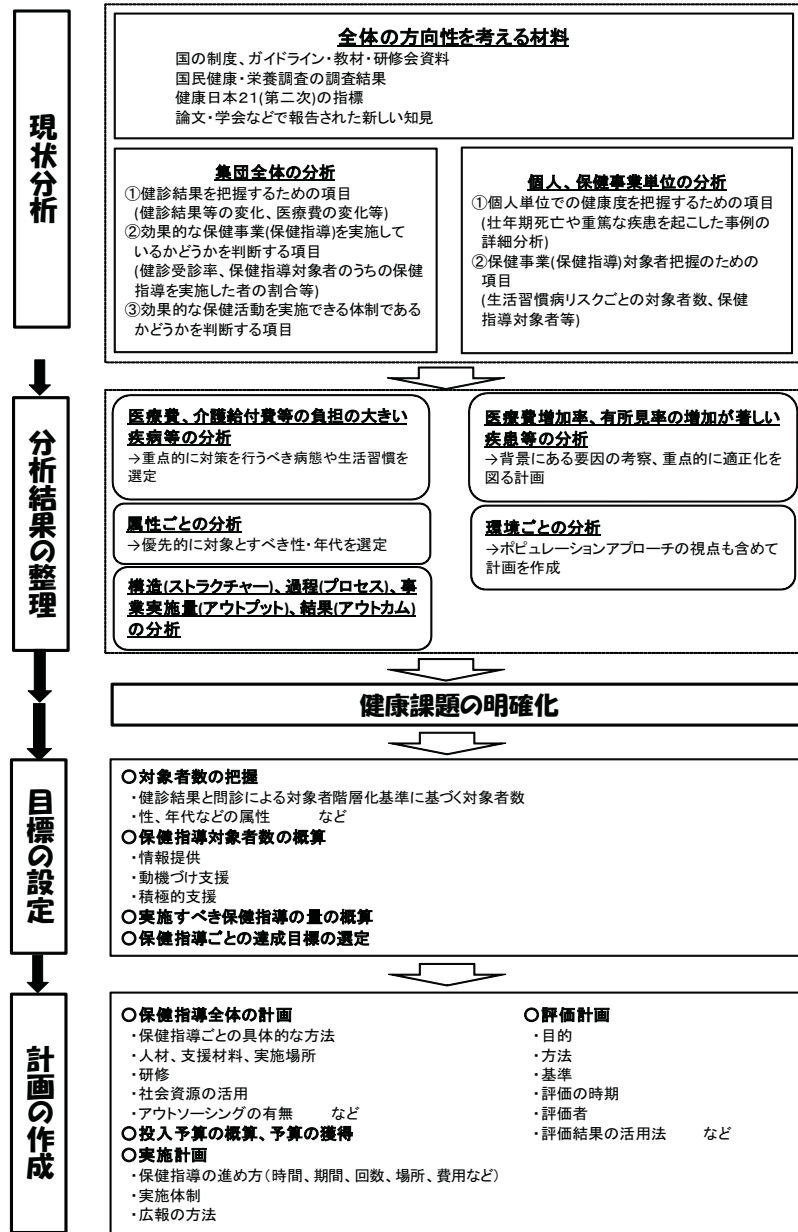 現状分析
全体の方向性を考える材料
国の制度、ガイドライン・教材・研修会資料
国民健康・栄養調査の調査結果
健康日本21(第二次)の指標
論文・学会などで報告された新しい知見
集団全体の分析
①健診結果を把握するための項目
(健診結果等の変化、医療費の変化等)
②効果的な保健事業(保健指導)を実施して
いるかどうかを判断する項目
(健診受診率、保健指導対象者のうちの保健
指導を実施した者の割合等)
③効果的な保健活動を実施できる体制である
かどうかを判断する項目
個人、保健事業単位の分析
①個人単位での健康度を把握するための項目
(壮年期死亡や重篤な疾患を起こした事例の
詳細分析)
②保健事業(保健指導)対象者把握のための
項目
(生活習慣病リスクごとの対象者数、保健
指導対象者等)
分析結果の整理
医療費、介護給付費等の負担の大きい
疾病等の分析
→重点的に対策を行うべき病態や生活習慣を
選定
属性ごとの分析
→優先的に対象とすべき性・年代を選定
構造(ストラクチャー)、過程(プロセス)、事
業実施量(アウトプット)、結果(アウトカム)
の分析
医療費増加率、有所見率の増加が著しい
疾患等の分析
→背景にある要因の考察、重点的に適正化を
図る計画
環境ごとの分析
→ポピュレーションアプローチの視点も含めて
計画を作成
健康課題の明確化
目標の設定
○対象者数の把握
・健診結果と問診による対象者階層化基準に基づく対象者数
・性、年代などの属性 など
○保健指導対象者数の概算
・情報提供
・動機づけ支援
・積極的支援
○実施すべき保健指導の量の概算
○保健指導ごとの達成目標の選定
計画の作成
○保健指導全体の計画
・保健指導ごとの具体的な方法
・人材、支援材料、実施場所
・研修
・社会資源の活用
・アウトソーシングの有無 など
○投入予算の概算、予算の獲得
○実施計画
・保健指導の進め方(時間、期間、回数、場所、費用など)
・実施体制
・広報の方法
○評価計画
・目的
・方法
・基準
・評価の時期
・評価者
・評価結果の活用法 など